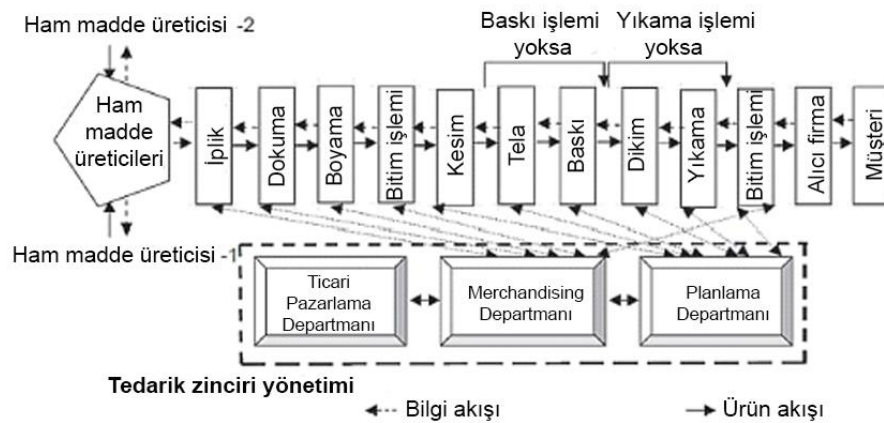 Ham madde üreticisi -2
Baskı işlemi
yoksa
Yıkama işlemi
yoksa
Ham
madde
üreticileri
İplik
Dokuma
Boyama
Bitim işlemi
Kesim
Tela
Baskı
Dikim
Yıkama
Bitim işlemi
Alıcı firma
Müşteri
Ham madde üreticisi -1
Ticari
Pazarlama
Departmanı
Merchandising
Departmanı
Planlama
Departmanı
Tedarik zinciri yönetimi
Bilgi akışı
Ürün akışı